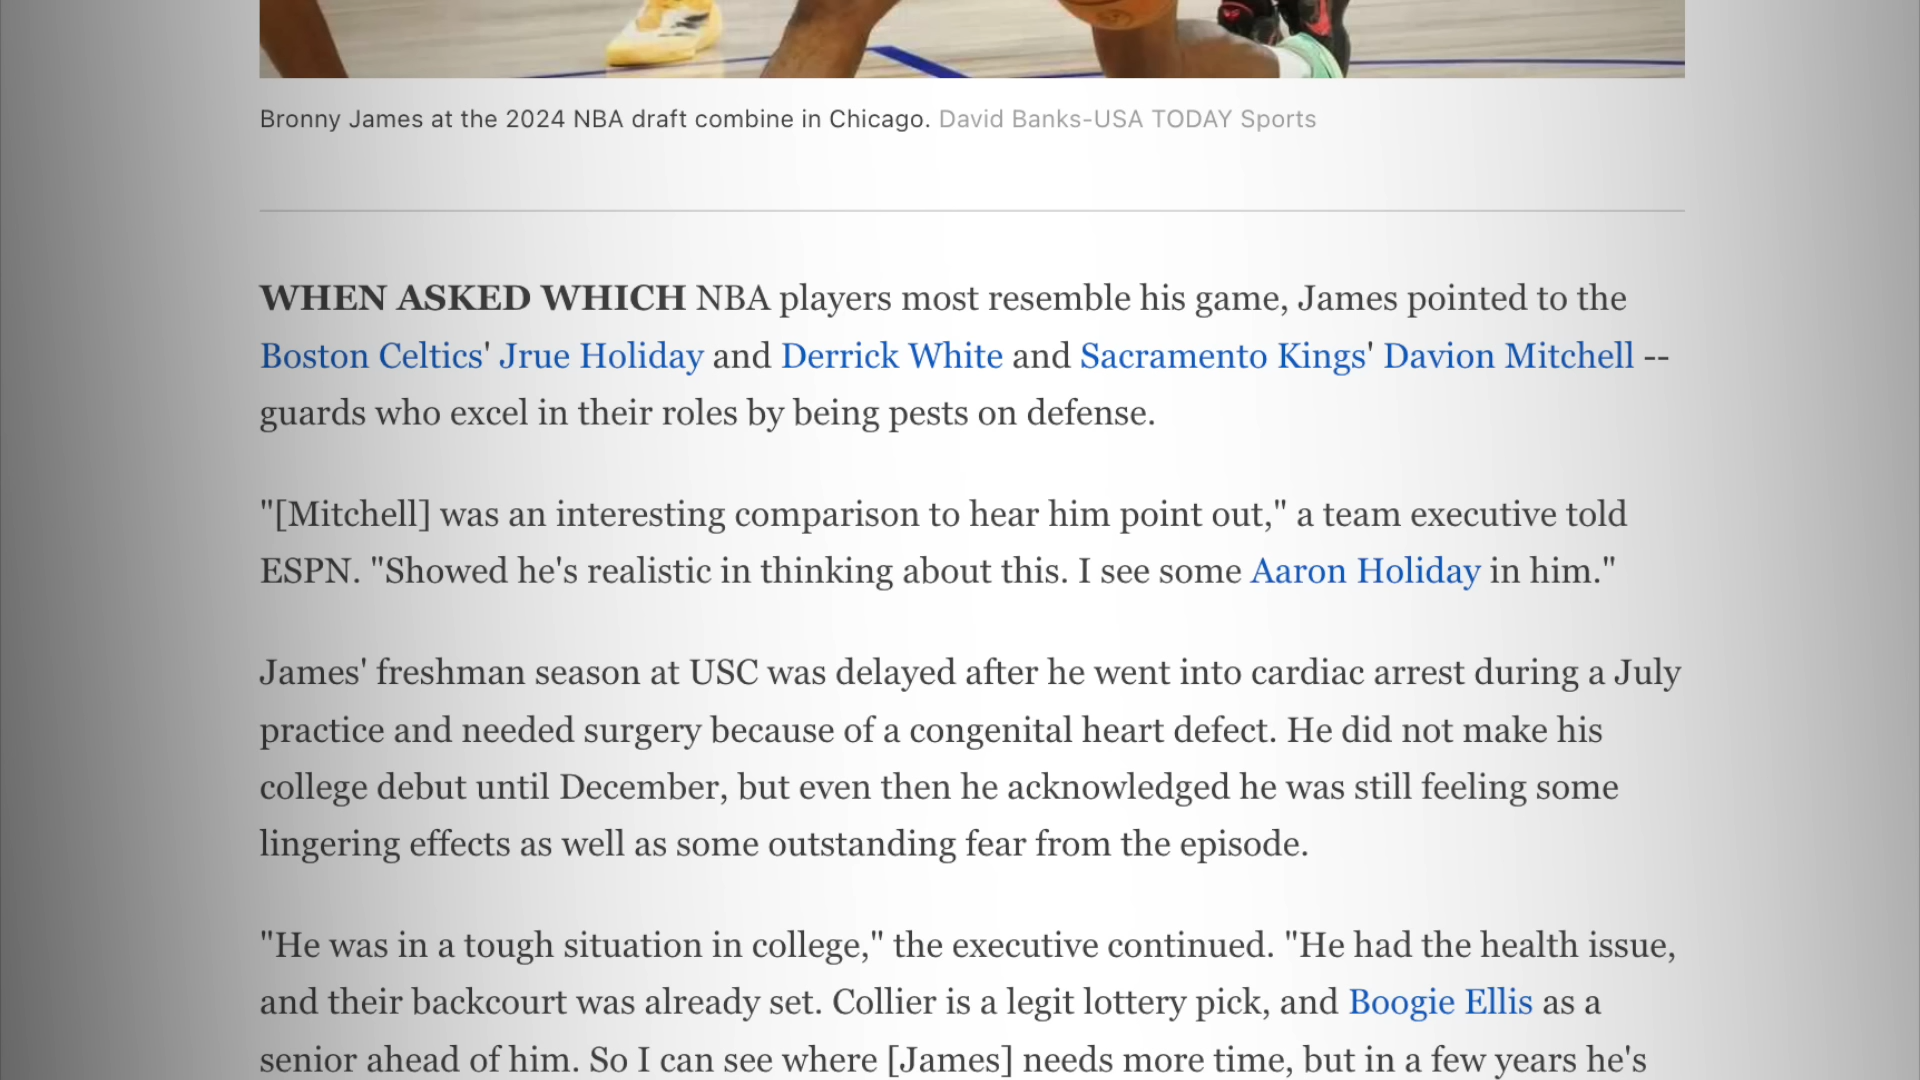 Bronny James at the 2024 NBA draft combine in Chicago. David Banks-USA TODAY Sports
WHEN ASKED WHICH NBA players most resemble his game, James pointed to the
Boston Celtics' Jrue Holiday and Derrick White and Sacramento Kings' Davion Mitchell --
guards who excel in their roles by being pests on defense.
"[Mitchell] was an interesting comparison to hear him point out," a team executive told
ESPN. "Showed he's realistic in thinking about this. I see some Aaron Holiday in him."
James' freshman season at USC was delayed after he went into cardiac arrest during a July
practice and needed surgery because of a congenital heart defect. He did not make his
college debut until December, but even then he acknowledged he was still feeling some
lingering effects as well as some outstanding fear from the episode.
"He was in a tough situation in college," the executive continued. "He had the health issue,
and their backcourt was already set. Collier is a legit lottery pick, and Boogie Ellis as a
senior ahead of him. So I can see where [James] needs more time, but in a few years he's